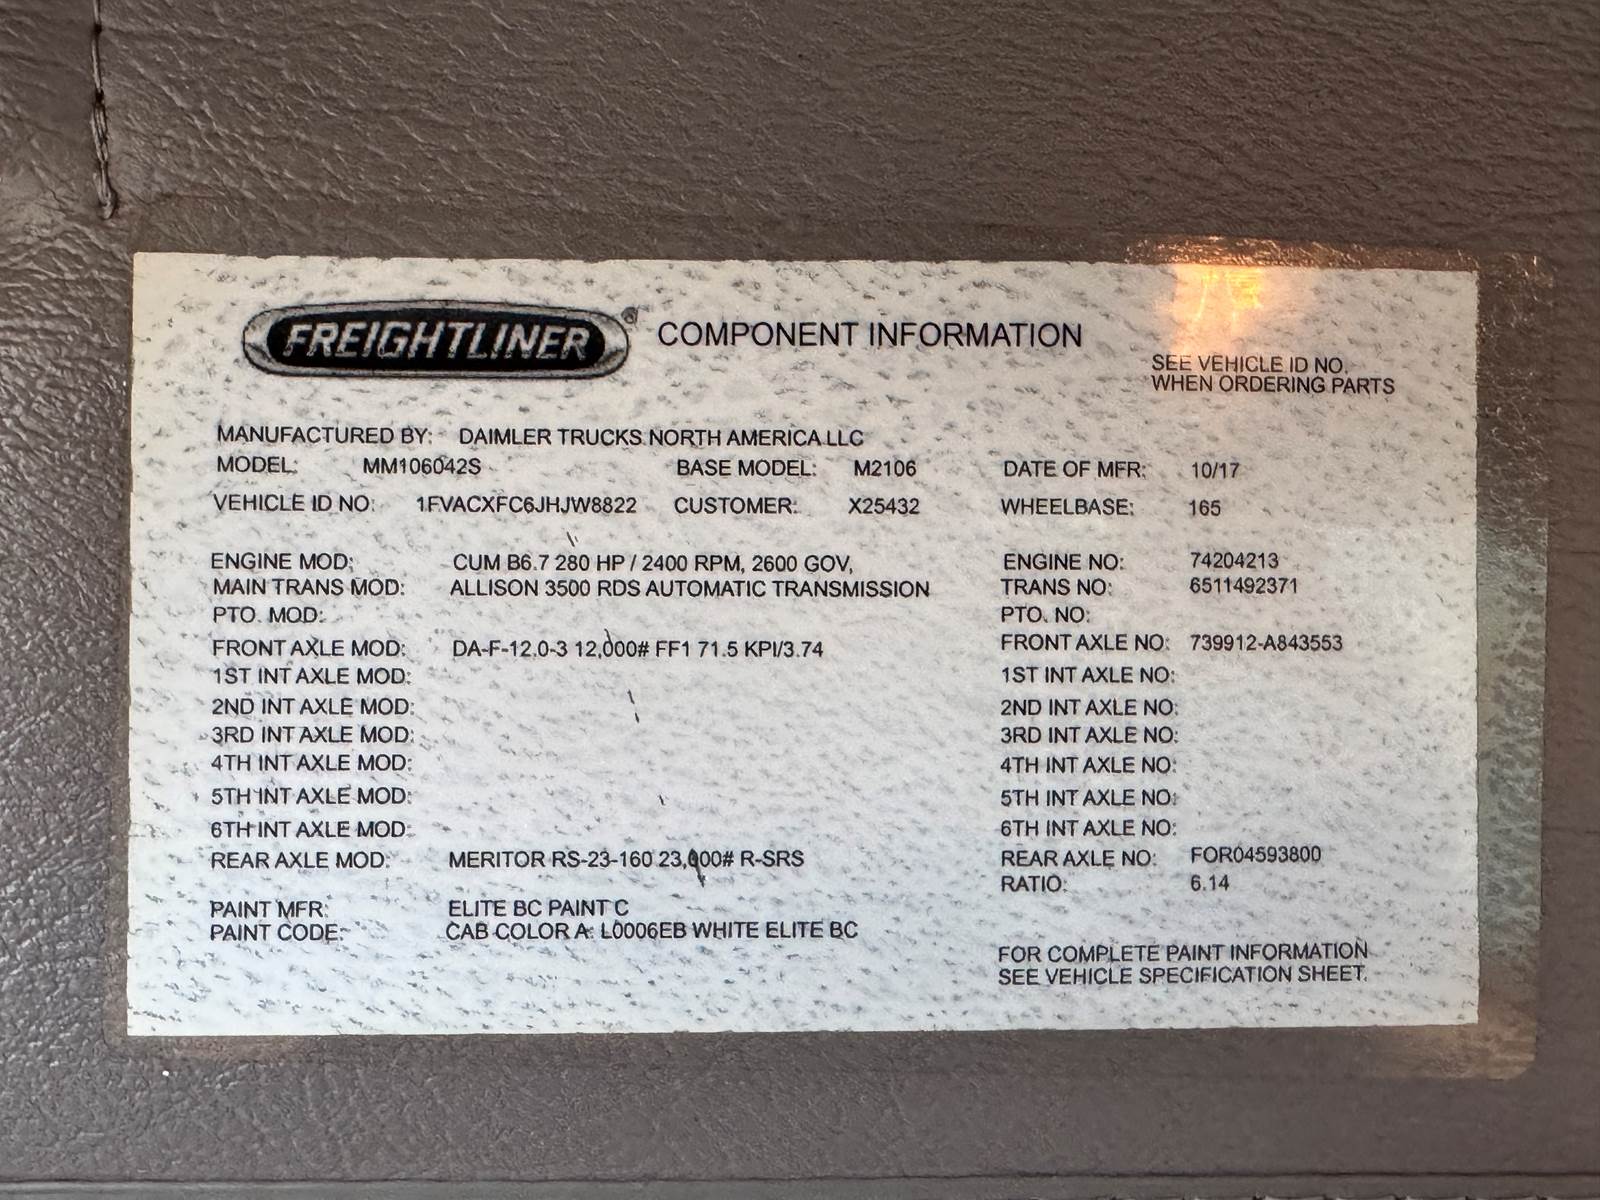 FREIGHTLINER® COMPONENT INFORMATION
SEE VEHICLE ID NO.
WHEN ORDERING PARTS
MANUFACTURED BY: DAIMLER TRUCKS NORTH AMERICA LLC
MODEL: MM106042S BASE MODEL: M2106 DATE OF MFR: 10/17
VEHICLE ID NO: 1FVACXFC6JHJW8822 CUSTOMER: X25432 WHEELBASE: 165
ENGINE MOD: CUM B6.7 280 HP / 2400 RPM, 2600 GOV, ENGINE NO: 74204213
MAIN TRANS MOD: ALLISON 3500 RDS AUTOMATIC TRANSMISSION TRANS NO: 6511492371
PTO. MOD: PTO. NO:
FRONT AXLE MOD: DA-F-12.0-3 12,000# FF1 71.5 KPI/3.74 FRONT AXLE NO: 739912-A843553
1ST INT AXLE MOD: 1ST INT AXLE NO:
2ND INT AXLE MOD: 2ND INT AXLE NO:
3RD INT AXLE MOD: 3RD INT AXLE NO:
4TH INT AXLE MOD: 4TH INT AXLE NO:
5TH INT AXLE MOD: 5TH INT AXLE NO:
6TH INT AXLE MOD: 6TH INT AXLE NO:
REAR AXLE MOD: MERITOR RS-23-160 23,000# R-SRS REAR AXLE NO: FOR04593800
RATIO: 6.14
PAINT MFR: ELITE BC PAINT C
PAINT CODE: CAB COLOR A: L0006EB WHITE ELITE BC
FOR COMPLETE PAINT INFORMATION
SEE VEHICLE SPECIFICATION SHEET.